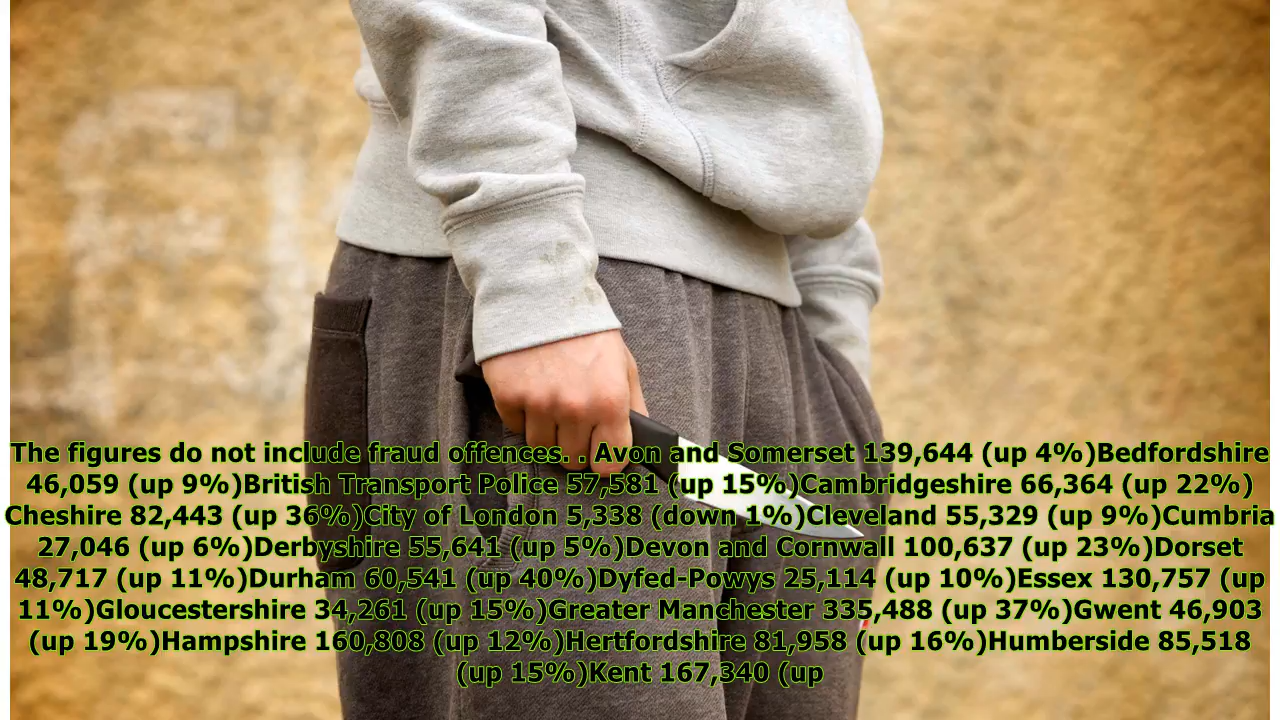 The figures do not include fraud offences. . Avon and Somerset 139,644 (up 4%)Bedfordshire
46,059 (up 9%)British Transport Police 57,581 (up 15%)Cambridgeshire 66,364 (up 22%)
Cheshire 82,443 (up 36%)City of London 5,338 (down 1%)Cleveland 55,329 (up 9%)Cumbria
27,046 (up 6%)Derbyshire 55,641 (up 5%)Devon and Cornwall 100,637 (up 23%)Dorset
48,717 (up 11%)Durham 60,541 (up 40%)Dyfed-Powys 25,114 (up 10%)Essex 130,757 (up
11%)Gloucestershire 34,261 (up 15%)Greater Manchester 335,488 (up 37%)Gwent 46,903
(up 19%)Hampshire 160,808 (up 12%)Hertfordshire 81,958 (up 16%)Humberside 85,518
(up 15%)Kent 167,340 (up